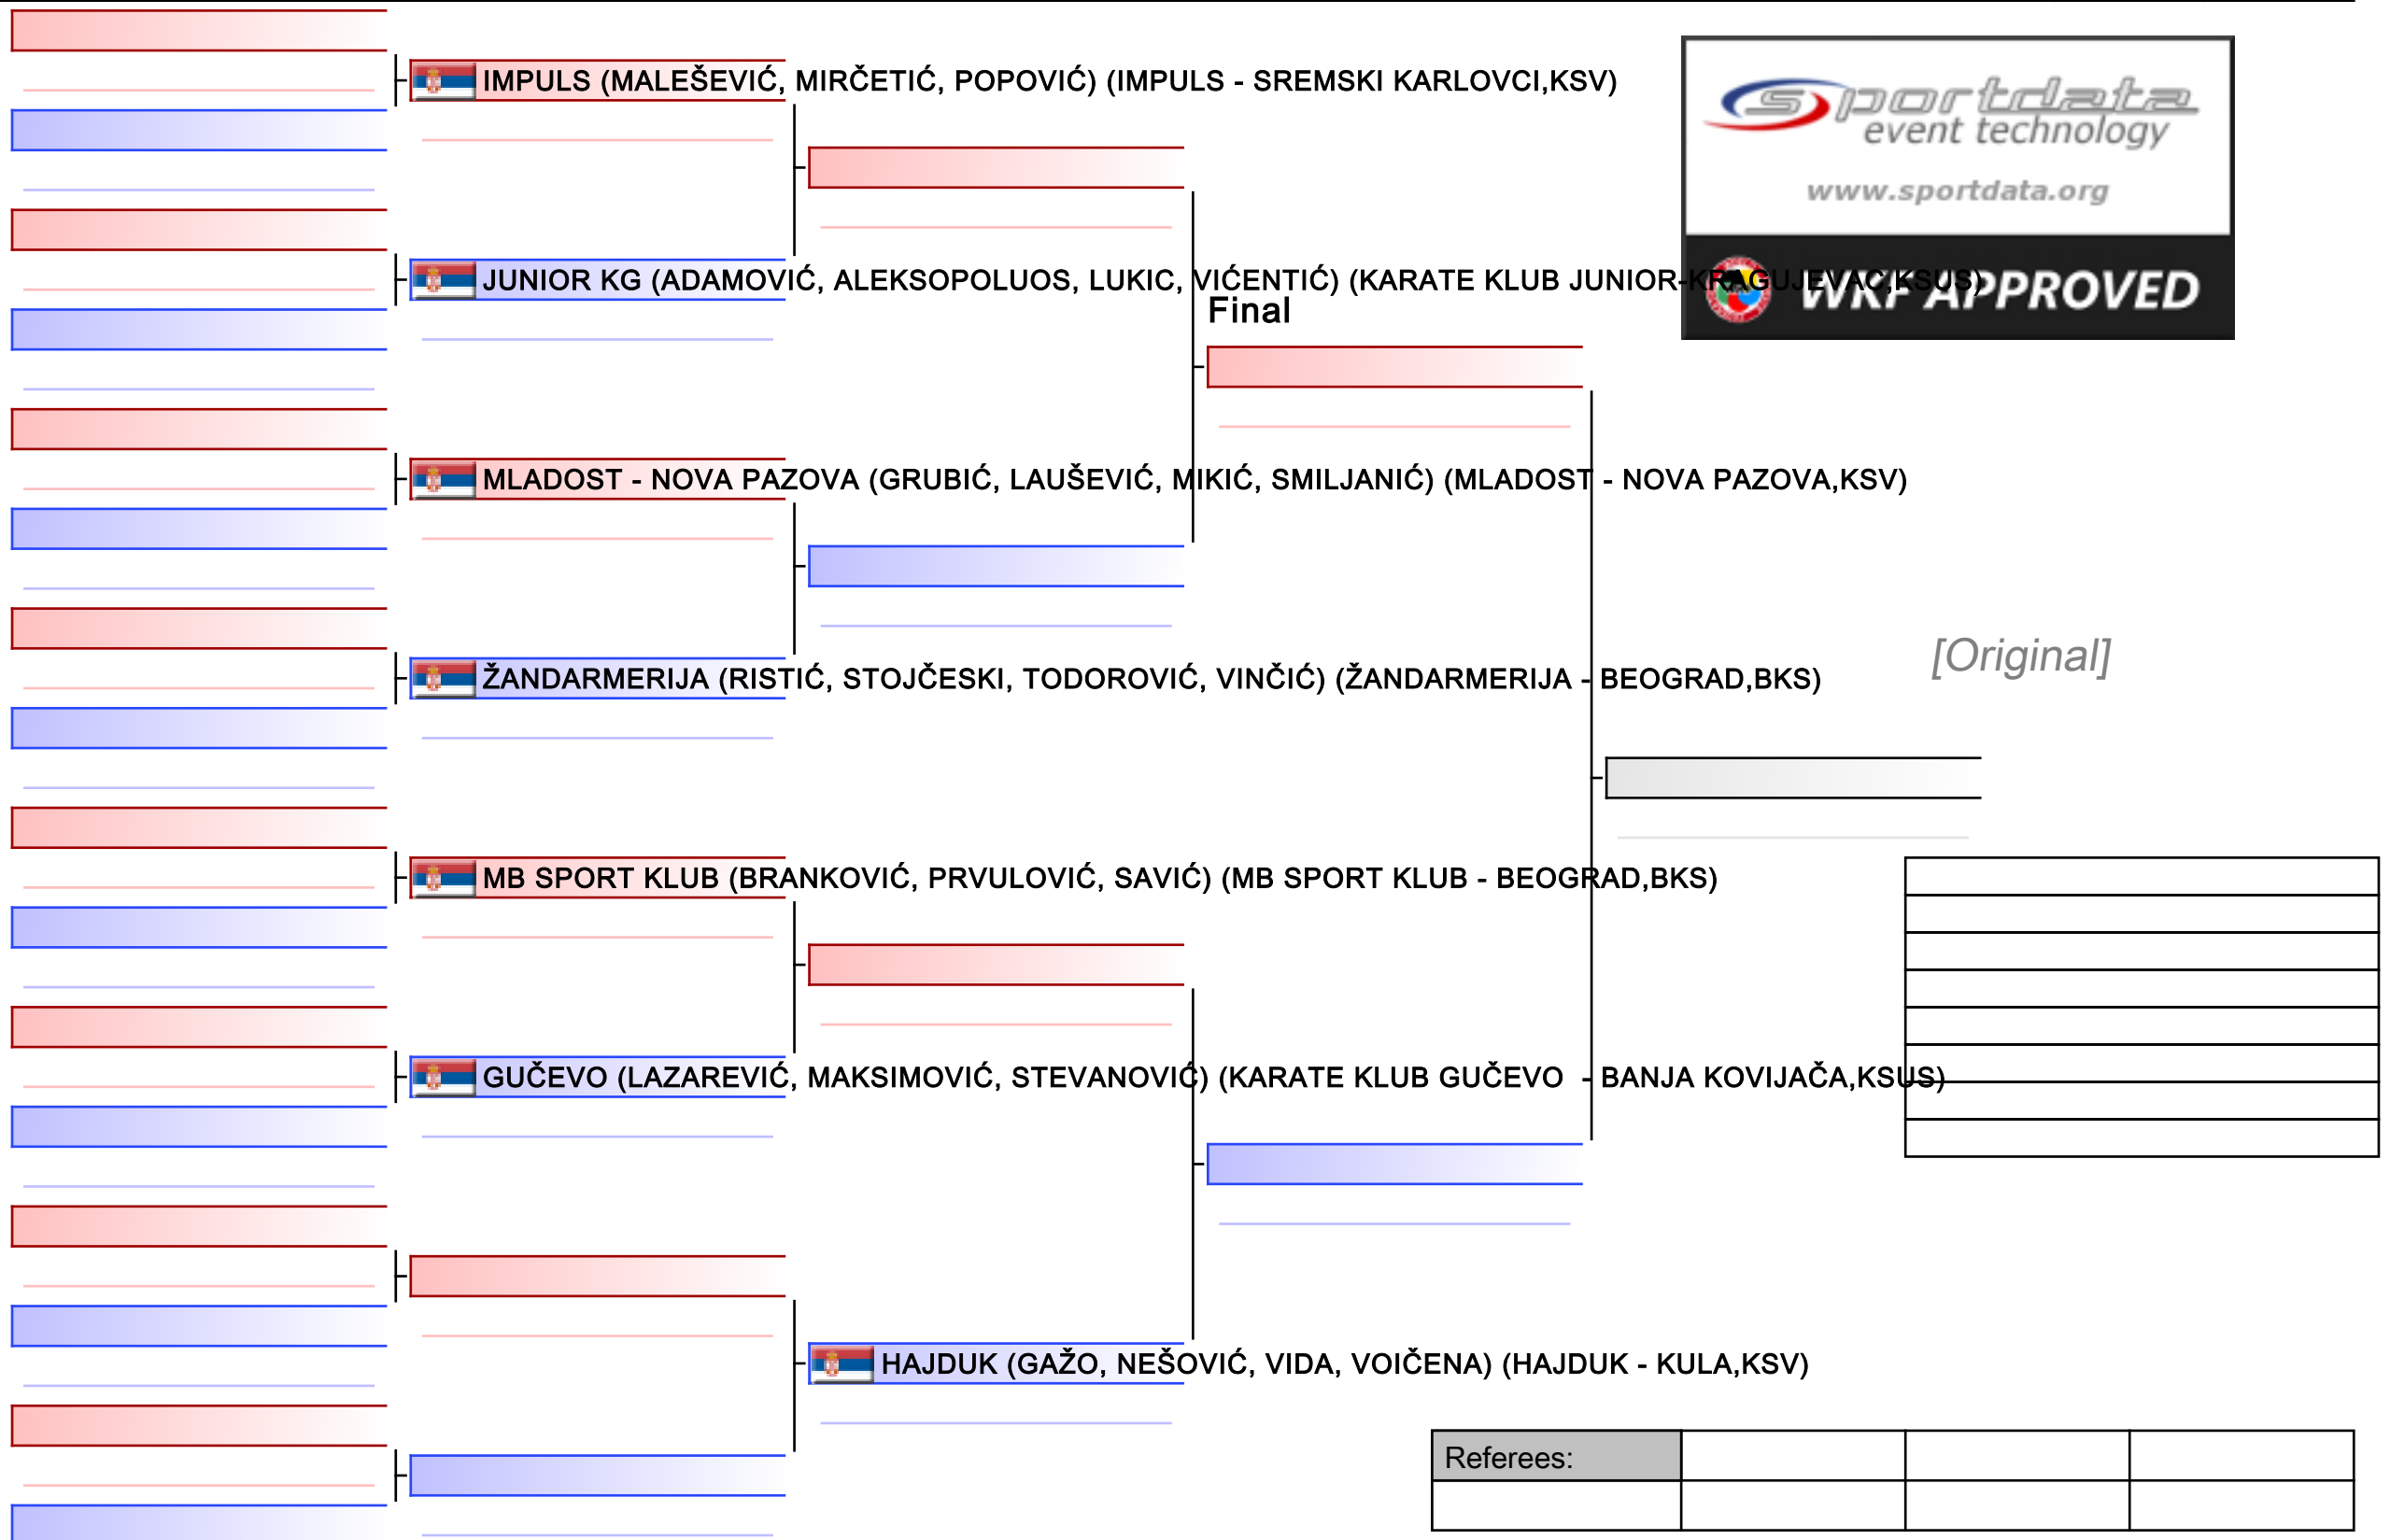 IMPULS (MALEŠEVIĆ, MIRČETIĆ, POPOVIĆ) (IMPULS - SREMSKI KARLOVCI,KSV)
sportdata
event technology
www.sportdata.org
JUNIOR KG (ADAMOVIĆ, ALEKSOPOLUOS, LUKIC, VIĆENTIĆ) (KARATE KLUB JUNIOR-KRAGUJEVAC,KSUS)
WKF APPROVED
Final
MLADOST - NOVA PAZOVA (GRUBIĆ, LAUŠEVIĆ, MIKIĆ, SMILJANIĆ) (MLADOST - NOVA PAZOVA,KSV)
[Original]
ŽANDARMERIJA (RISTIĆ, STOJČESKI, TODOROVIĆ, VINČIĆ) (ŽANDARMERIJA - BEOGRAD,BKS)
MB SPORT KLUB (BRANKOVIĆ, PRVULOVIĆ, SAVIĆ) (MB SPORT KLUB - BEOGRAD,BKS)
GUČEVO (LAZAREVIĆ, MAKSIMOVIĆ, STEVANOVIĆ) (KARATE KLUB GUČEVO - BANJA KOVIJAČA,KSUS)
HAJDUK (GAŽO, NEŠOVIĆ, VIDA, VOIČENA) (HAJDUK - KULA,KSV)
Referees: